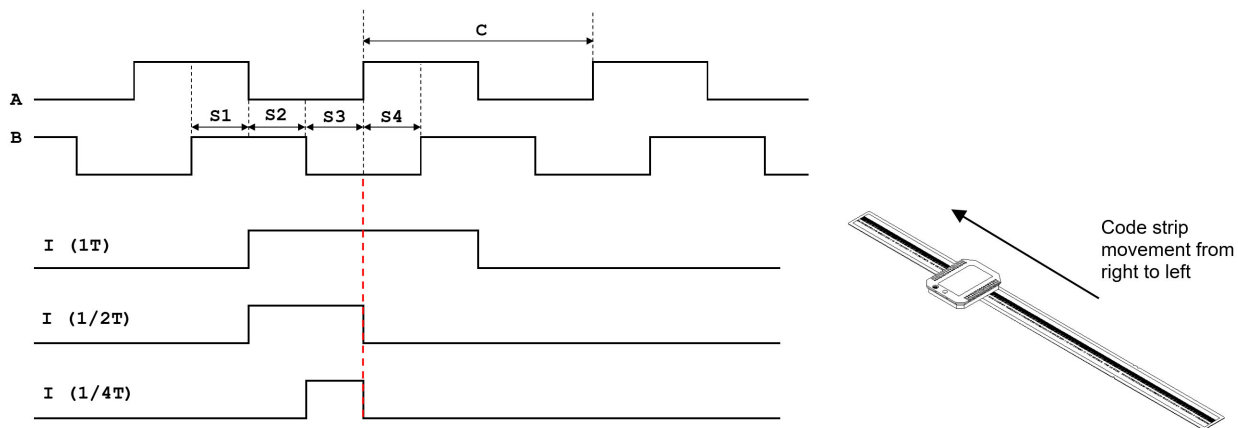 C
A
S1 S2 S3 S4
B
I (1T)
I (1/2T)
I (1/4T)
Code strip
movement from
right to left